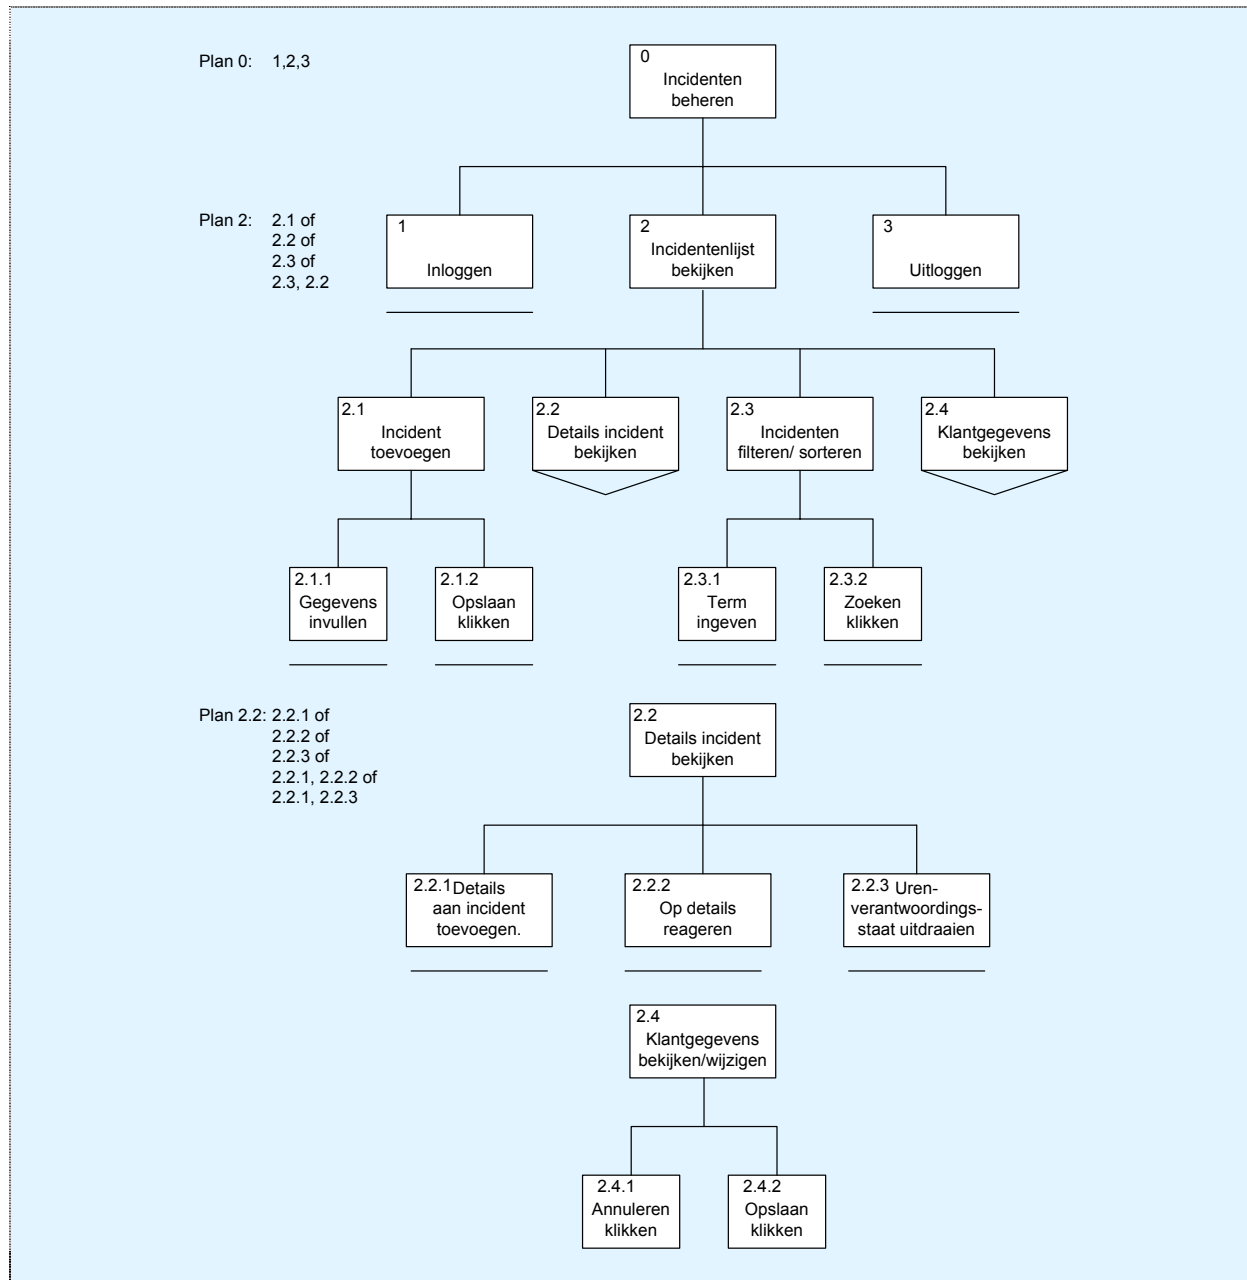 Plan 0: 1,2,3
0
Incidenten
beheren
Plan 2: 2.1 of
2.2 of
2.3 of
2.3, 2.2
1
Inloggen
2
Incidentenlijst
bekijken
3
Uitloggen
2.1
Incident
toevoegen
2.2
Details incident
bekijken
2.3
Incidenten
filteren/ sorteren
2.4
Klantgegevens
bekijken
2.1.1
Gegevens
invullen
2.1.2
Opslaan
klikken
2.3.1
Term
ingeven
2.3.2
Zoeken
klikken
Plan 2.2: 2.2.1 of
2.2.2 of
2.2.3 of
2.2.1, 2.2.2 of
2.2.1, 2.2.3
2.2
Details incident
bekijken
2.2.1 Details
aan incident
toevoegen.
2.2.2
Op details
reageren
2.2.3 Uren-
verantwoordings-
staat uitdraaien
2.4
Klantgegevens
bekijken/wijzigen
2.4.1
Annuleren
klikken
2.4.2
Opslaan
klikken